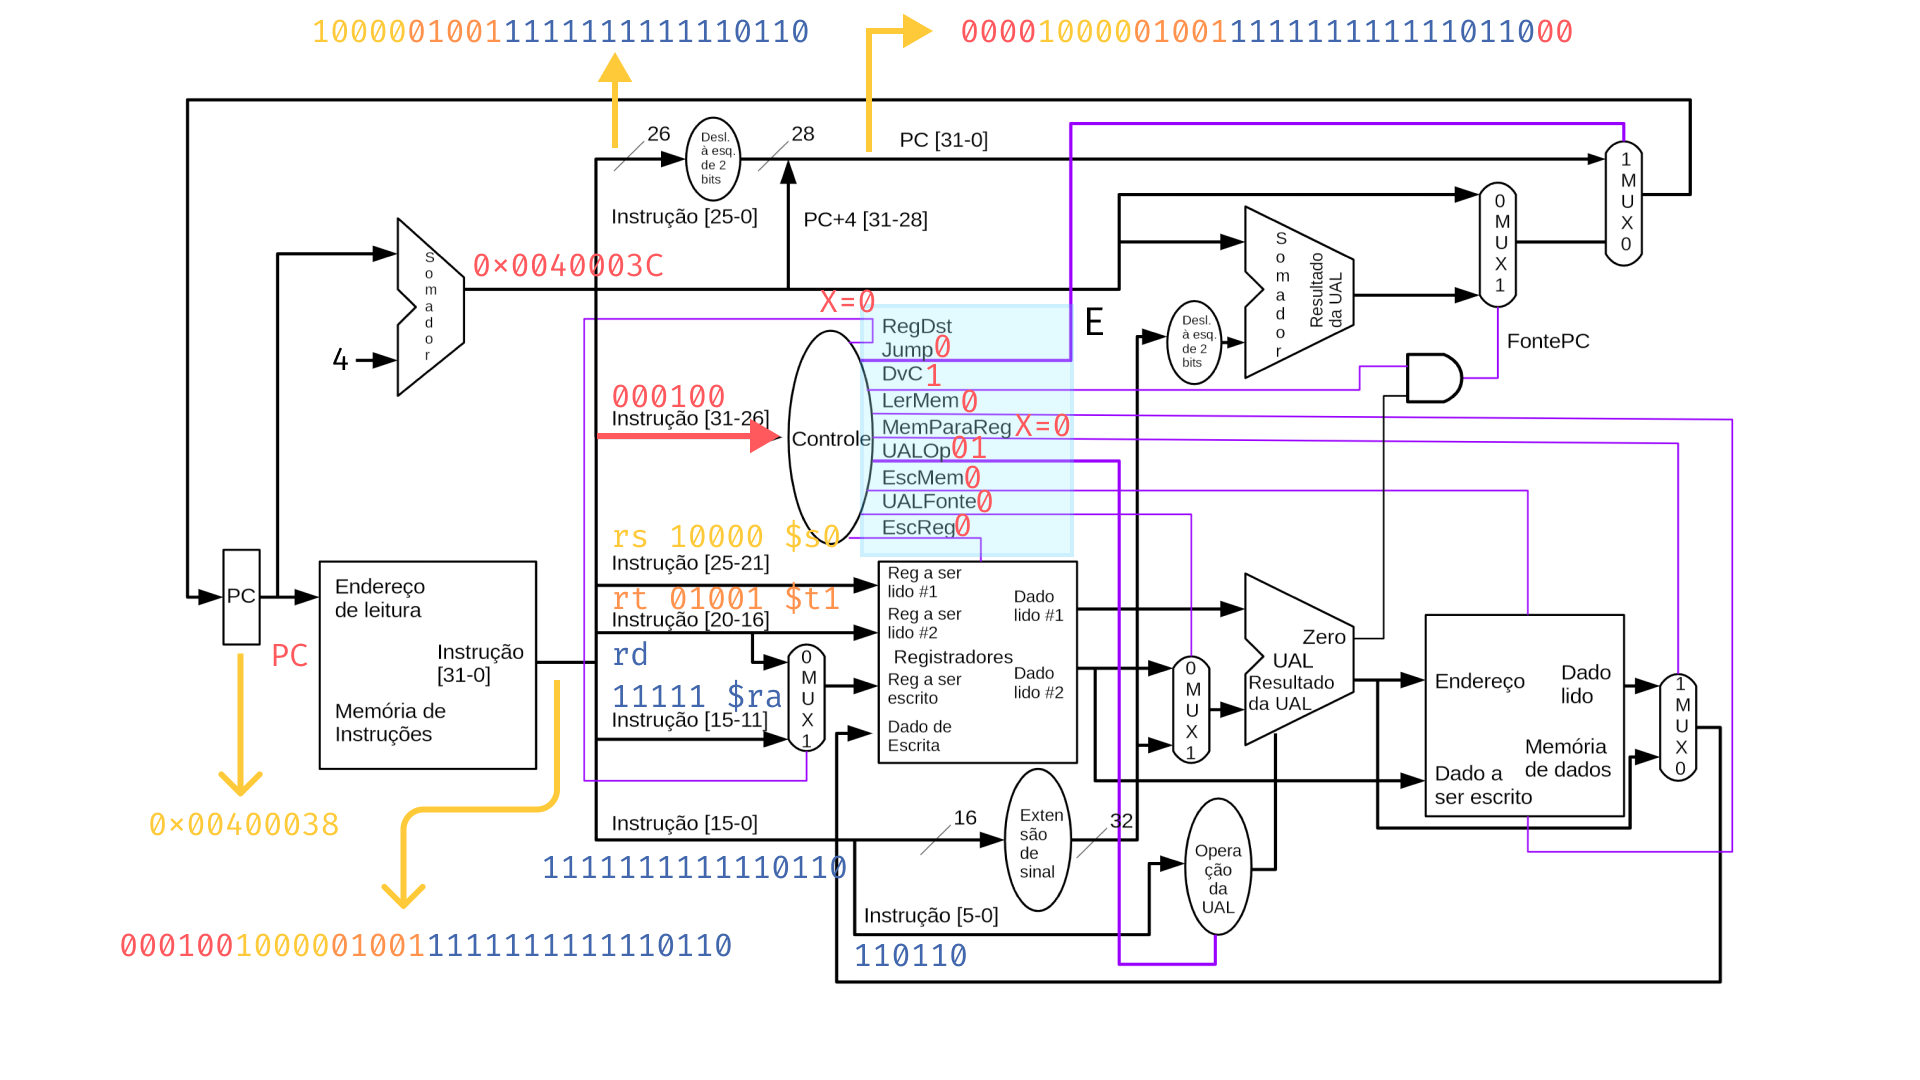 10000010011111111111110110
00001000001001111111111111011000
26
Desl.
à esq.
de 2
bits
28
PC [31-0]
Instrução [25-0]
PC+4 [31-28]
1
M
U
X
0
0
M
U
X
1
S
o
m
a
d
o
r
0×0040003C
4
X=0
E
S
o
m
a
d
o
r
Resultado
da UAL
Desl.
à esq.
de 2
bits
FontePC
RegDst
Jump 0
DvC 1
LerMem 0
MemParaReg X=0
UALOp 01
EscMem 0
UALFonte 0
EscReg 0
000100
Instrução [31-26]
Controle
rs 10000 $s0
Instrução [25-21]
rt 01001 $t1
Instrução [20-16]
rd
11111 $ra
Instrução [15-11]
0
M
U
X
1
PC
PC
Endereço
de leitura
Instrução
[31-0]
Memória de
Instruções
Reg a ser
lido #1
Reg a ser
lido #2
Registradores
Reg a ser
escrito
Dado de
Escrita
Dado
lido #1
Dado
lido #2
0
M
U
X
1
Zero
UAL
Resultado
da UAL
Endereço
Dado
lido
Memória
de dados
Dado a
ser escrito
1
M
U
X
0
0×00400038
Instrução [15-0]
16
Exten
são
de
sinal
32
Opera
ção
da
UAL
1111111111110110
Instrução [5-0]
110110
00010010000010011111111111110110